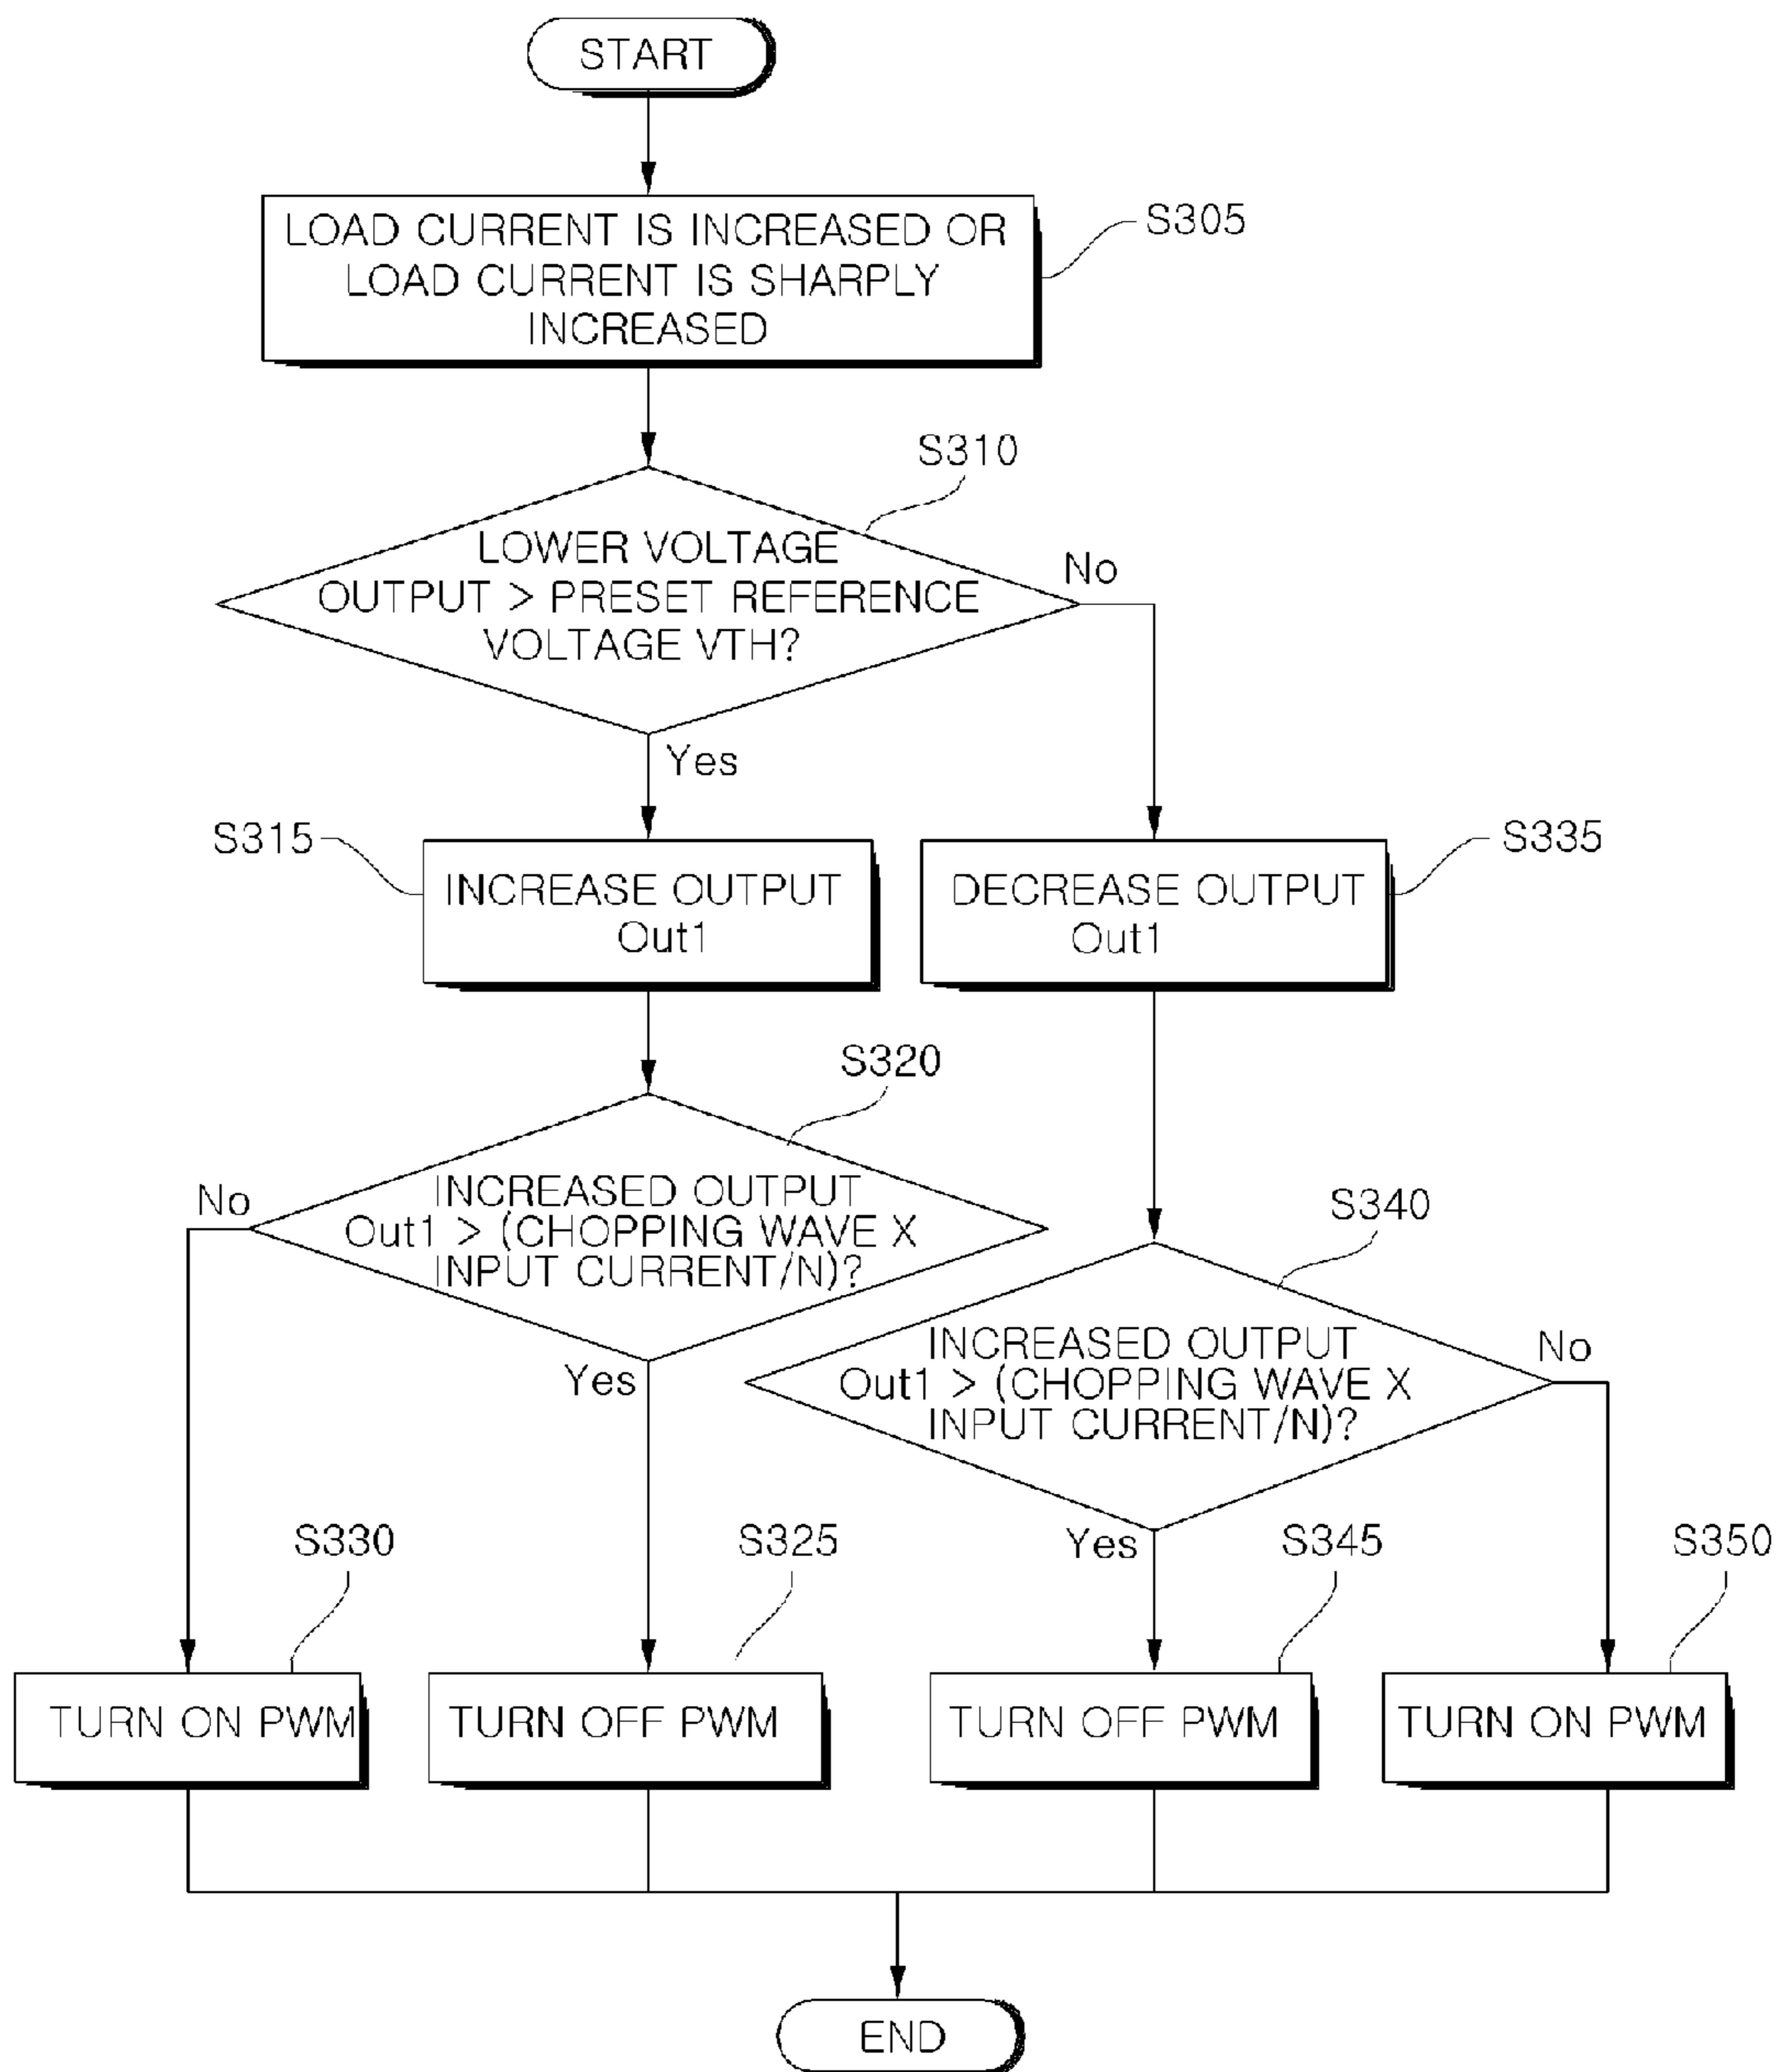 START
LOAD CURRENT IS INCREASED OR
LOAD CURRENT IS SHARPLY
INCREASED
S305
S310
LOWER VOLTAGE
OUTPUT > PRESET REFERENCE
VOLTAGE VTH?
No
Yes
S315
INCREASE OUTPUT
Out1
DECREASE OUTPUT
Out1
S335
S320
INCREASED OUTPUT
Out1 > (CHOPPING WAVE X
INPUT CURRENT/N)?
No
Yes
S340
INCREASED OUTPUT
Out1 > (CHOPPING WAVE X
INPUT CURRENT/N)?
No
Yes
S330
S325
S345
S350
TURN ON PWM
TURN OFF PWM
TURN OFF PWM
TURN ON PWM
END